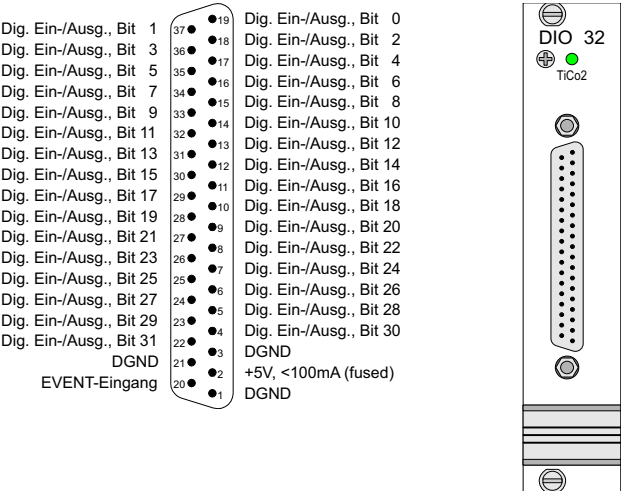 Dig. Ein-/Ausg., Bit 1 37 19 Dig. Ein-/Ausg., Bit 0
Dig. Ein-/Ausg., Bit 3 36 18 Dig. Ein-/Ausg., Bit 2
Dig. Ein-/Ausg., Bit 5 35 17 Dig. Ein-/Ausg., Bit 4
Dig. Ein-/Ausg., Bit 7 34 16 Dig. Ein-/Ausg., Bit 6
Dig. Ein-/Ausg., Bit 9 33 15 Dig. Ein-/Ausg., Bit 8
Dig. Ein-/Ausg., Bit 11 32 14 Dig. Ein-/Ausg., Bit 10
Dig. Ein-/Ausg., Bit 13 31 13 Dig. Ein-/Ausg., Bit 12
Dig. Ein-/Ausg., Bit 15 30 12 Dig. Ein-/Ausg., Bit 14
Dig. Ein-/Ausg., Bit 17 29 11 Dig. Ein-/Ausg., Bit 16
Dig. Ein-/Ausg., Bit 19 28 10 Dig. Ein-/Ausg., Bit 18
Dig. Ein-/Ausg., Bit 21 27 9 Dig. Ein-/Ausg., Bit 20
Dig. Ein-/Ausg., Bit 23 26 8 Dig. Ein-/Ausg., Bit 22
Dig. Ein-/Ausg., Bit 25 25 7 Dig. Ein-/Ausg., Bit 24
Dig. Ein-/Ausg., Bit 27 24 6 Dig. Ein-/Ausg., Bit 26
Dig. Ein-/Ausg., Bit 29 23 5 Dig. Ein-/Ausg., Bit 28
Dig. Ein-/Ausg., Bit 31 22 4 Dig. Ein-/Ausg., Bit 30
DGND 21 3 DGND
EVENT-Eingang 20 2 +5V, <100mA (fused)
1 DGND
DIO 32
TiCo2